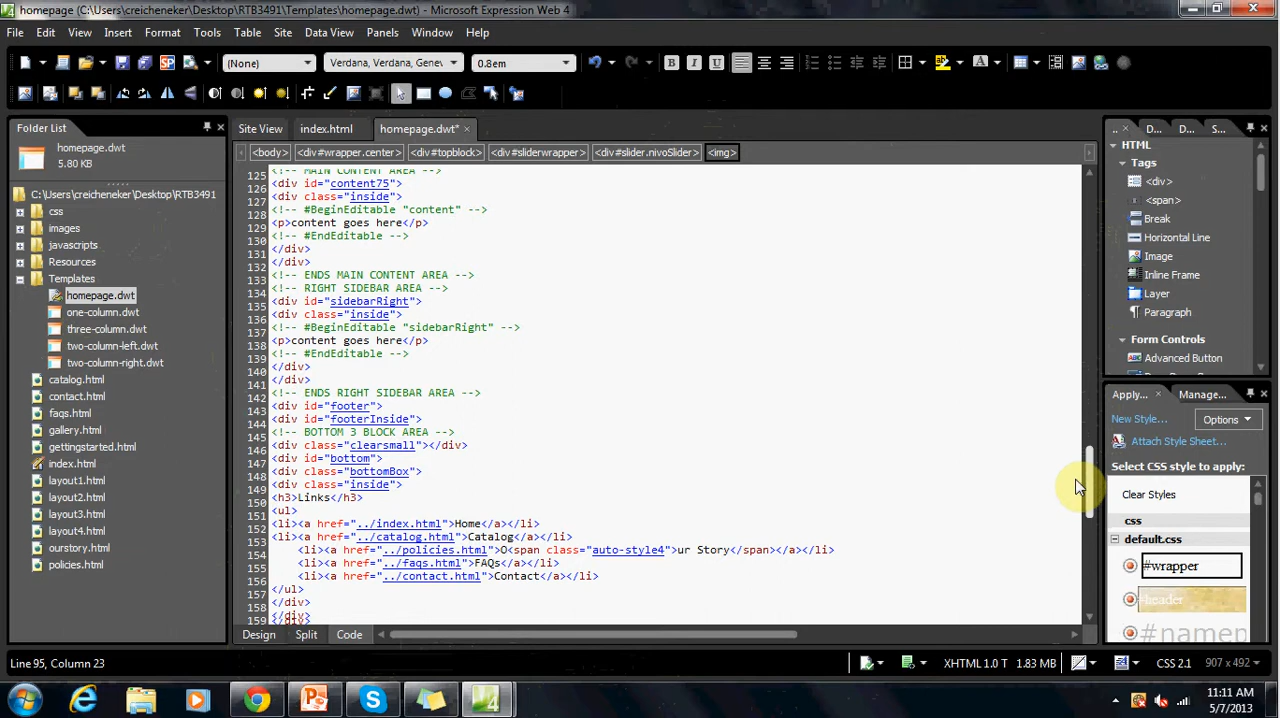 homepage (C:\Users\creicheneker\Desktop\RTB3491\Templates\homepage.dwt) - Microsoft Expression Web 4
File Edit View Insert Format Tools Table Site Data View Panels Window Help
(None) Verdana, Verdana, Genev 0.8em
Folder List
Site View index.html homepage.dwt*
homepage.dwt
5.80 KB
<body> <div#wrapper.center> <div#topblock> <div#sliderwrapper> <div#slider.nivoSlider> <img>
C:\Users\creicheneker\Desktop\RTB3491
css
images
javascripts
Resources
Templates
homepage.dwt
one-column.dwt
three-column.dwt
two-column-left.dwt
two-column-right.dwt
catalog.html
contact.html
faqs.html
gallery.html
gettingstarted.html
index.html
layout1.html
layout2.html
layout3.html
layout4.html
ourstory.html
policies.html
125 <!-- MAIN CONTENT AREA -->
126 <div id="content75">
127 <div class="inside">
128 <!-- #BeginEditable "content" -->
129 <p>content goes here</p>
130 <!-- #EndEditable -->
131 </div>
132 </div>
133 <!-- ENDS MAIN CONTENT AREA -->
134 <!-- RIGHT SIDEBAR AREA -->
135 <div id="sidebarRight">
136 <div class="inside">
137 <!-- #BeginEditable "sidebarRight" -->
138 <p>content goes here</p>
139 <!-- #EndEditable -->
140 </div>
141 </div>
142 <!-- ENDS RIGHT SIDEBAR AREA -->
143 <div id="footer">
144 <div id="footerInside">
145 <!-- BOTTOM 3 BLOCK AREA -->
146 <div class="clearsmall"></div>
147 <div id="bottom">
148 <div class="bottomBox">
149 <div class="inside">
150 <h3>Links</h3>
151 <ul>
152 <li><a href="../index.html">Home</a></li>
153 <li><a href="../catalog.html">Catalog</a></li>
154 <li><a href="../policies.html">O<span class="auto-style4">ur Story</span></a></li>
155 <li><a href="../faqs.html">FAQs</a></li>
156 <li><a href="../contact.html">Contact</a></li>
157 </ul>
158 </div>
159 </div>
Design Split Code
.. D... D... S...
HTML
Tags
<div>
<span>
Break
Horizontal Line
Image
Inline Frame
Layer
Paragraph
Form Controls
Advanced Button
Apply... Manage...
New Style... Options
Attach Style Sheet...
Select CSS style to apply:
Clear Styles
css
default.css
#wrapper
#header
#namep
Line 95, Column 23 XHTML 1.0 T 1.83 MB CSS 2.1 907 x 492
11:11 AM
5/7/2013